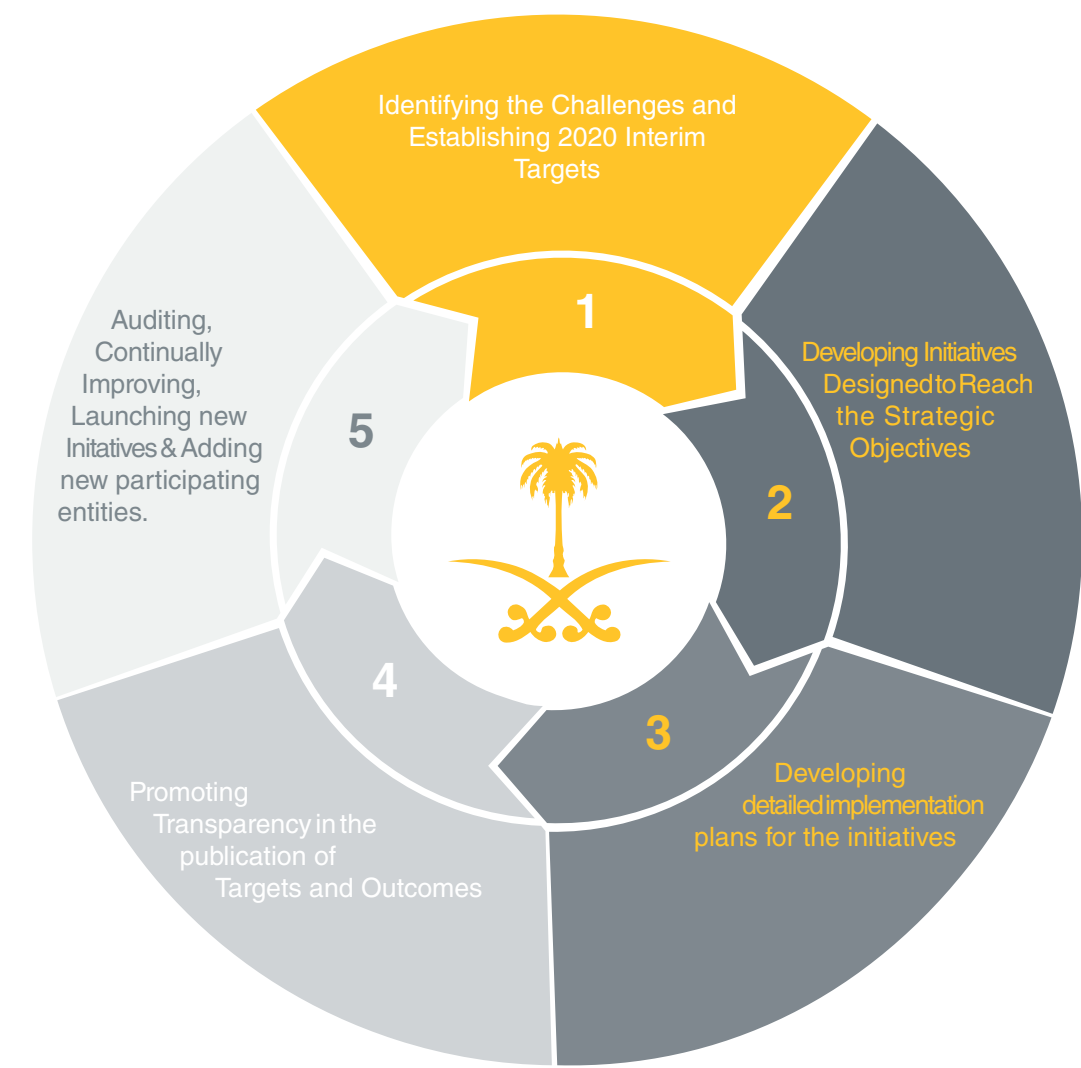 Identifying the Challenges and
Establishing 2020 Interim
Targets
1
Developing Initiatives
Designed to Reach
the Strategic
Objectives
2
Developing
detailed implementation
plans for the initiatives
3
Promoting
Transparency in the
publication of
Targets and Outcomes
4
Auditing,
Continually
Improving,
Launching new
Initatives & Adding
new participating
entities.
5